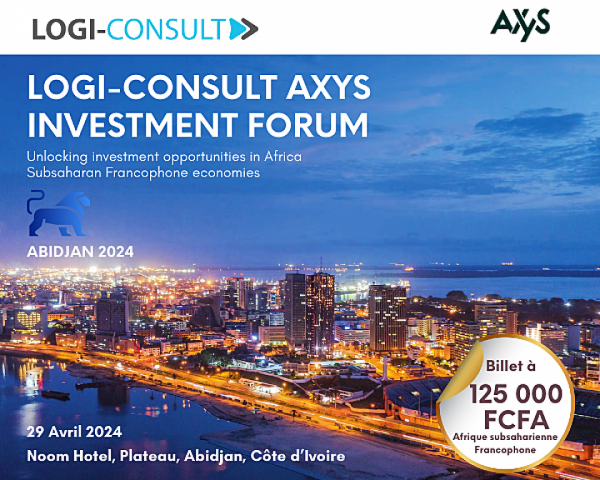 LOGI-CONSULT
AXYS
LOGI-CONSULT AXYS
INVESTMENT FORUM
Unlocking investment opportunities in Africa
Subsaharan Francophone economies
ABIDJAN 2024
Billet à
125 000
FCFA
Afrique subsaharienne
Francophone
29 Avril 2024
Noom Hotel, Plateau, Abidjan, Côte d’Ivoire